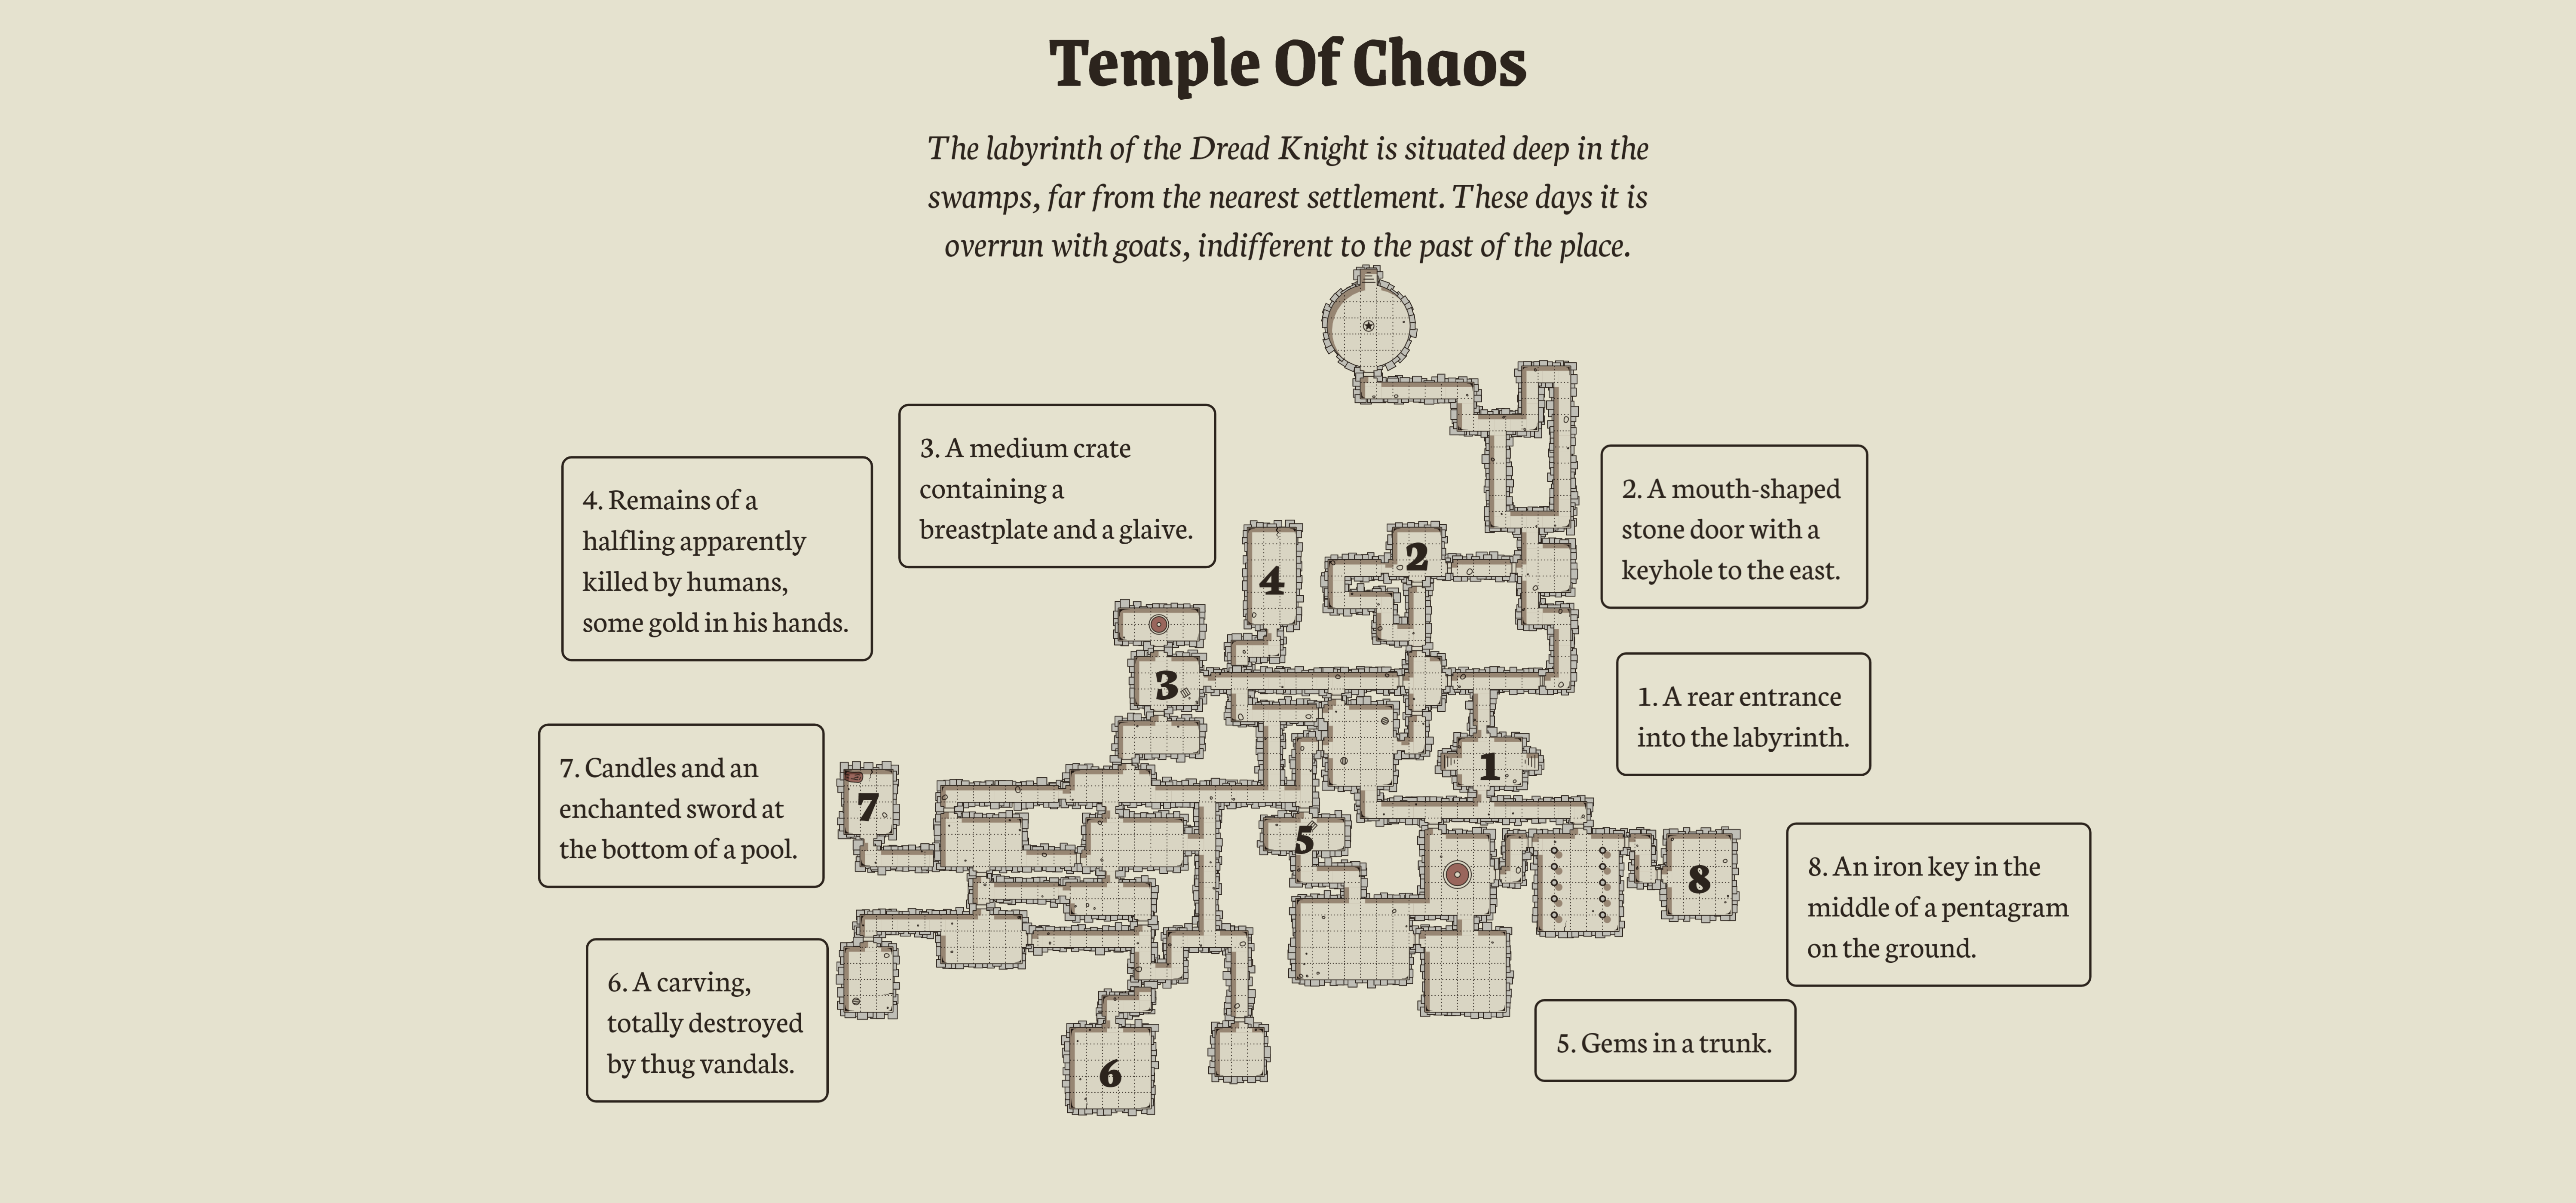 Temple Of Chaos
The labyrinth of the Dread Knight is situated deep in the
swamps, far from the nearest settlement. These days it is
overrun with goats, indifferent to the past of the place.
3. A medium crate
containing a
breastplate and a glaive.
4. Remains of a
halfling apparently
killed by humans,
some gold in his hands.
2. A mouth-shaped
stone door with a
keyhole to the east.
1. A rear entrance
into the labyrinth.
7. Candles and an
enchanted sword at
the bottom of a pool.
8. An iron key in the
middle of a pentagram
on the ground.
6. A carving,
totally destroyed
by thug vandals.
5. Gems in a trunk.
2
4
3
1
7
5
8
6